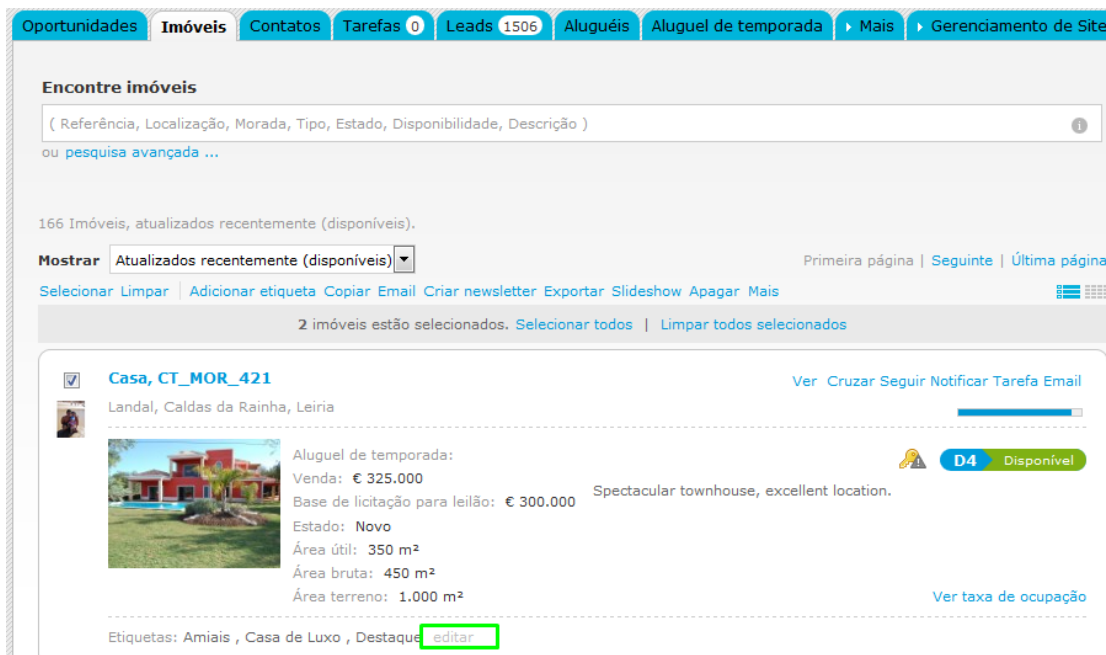 Oportunidades Imóveis Contatos Tarefas 0 Leads 1506 Aluguéis Aluguel de temporada Mais Gerenciamento de Site
Encontre imóveis
( Referência, Localização, Morada, Tipo, Estado, Disponibilidade, Descrição )
ou pesquisa avançada ...
166 Imóveis, atualizados recentemente (disponíveis).
Mostrar Atualizados recentemente (disponíveis) Primeira página | Seguinte | Última página
Selecionar Limpar | Adicionar etiqueta Copiar Email Criar newsletter Exportar Slideshow Apagar Mais
2 imóveis estão selecionados. Selecionar todos | Limpar todos selecionados
Casa, CT_MOR_421 Ver Cruzar Seguir Notificar Tarefa Email
Landal, Caldas da Rainha, Leiria
Aluguel de temporada:
D4 Disponível
Venda: € 325.000
Spectacular townhouse, excellent location.
Base de licitação para leilão: € 300.000
Estado: Novo
Área útil: 350 m²
Área bruta: 450 m²
Área terreno: 1.000 m² Ver taxa de ocupação
Etiquetas: Amiais , Casa de Luxo , Destaque editar